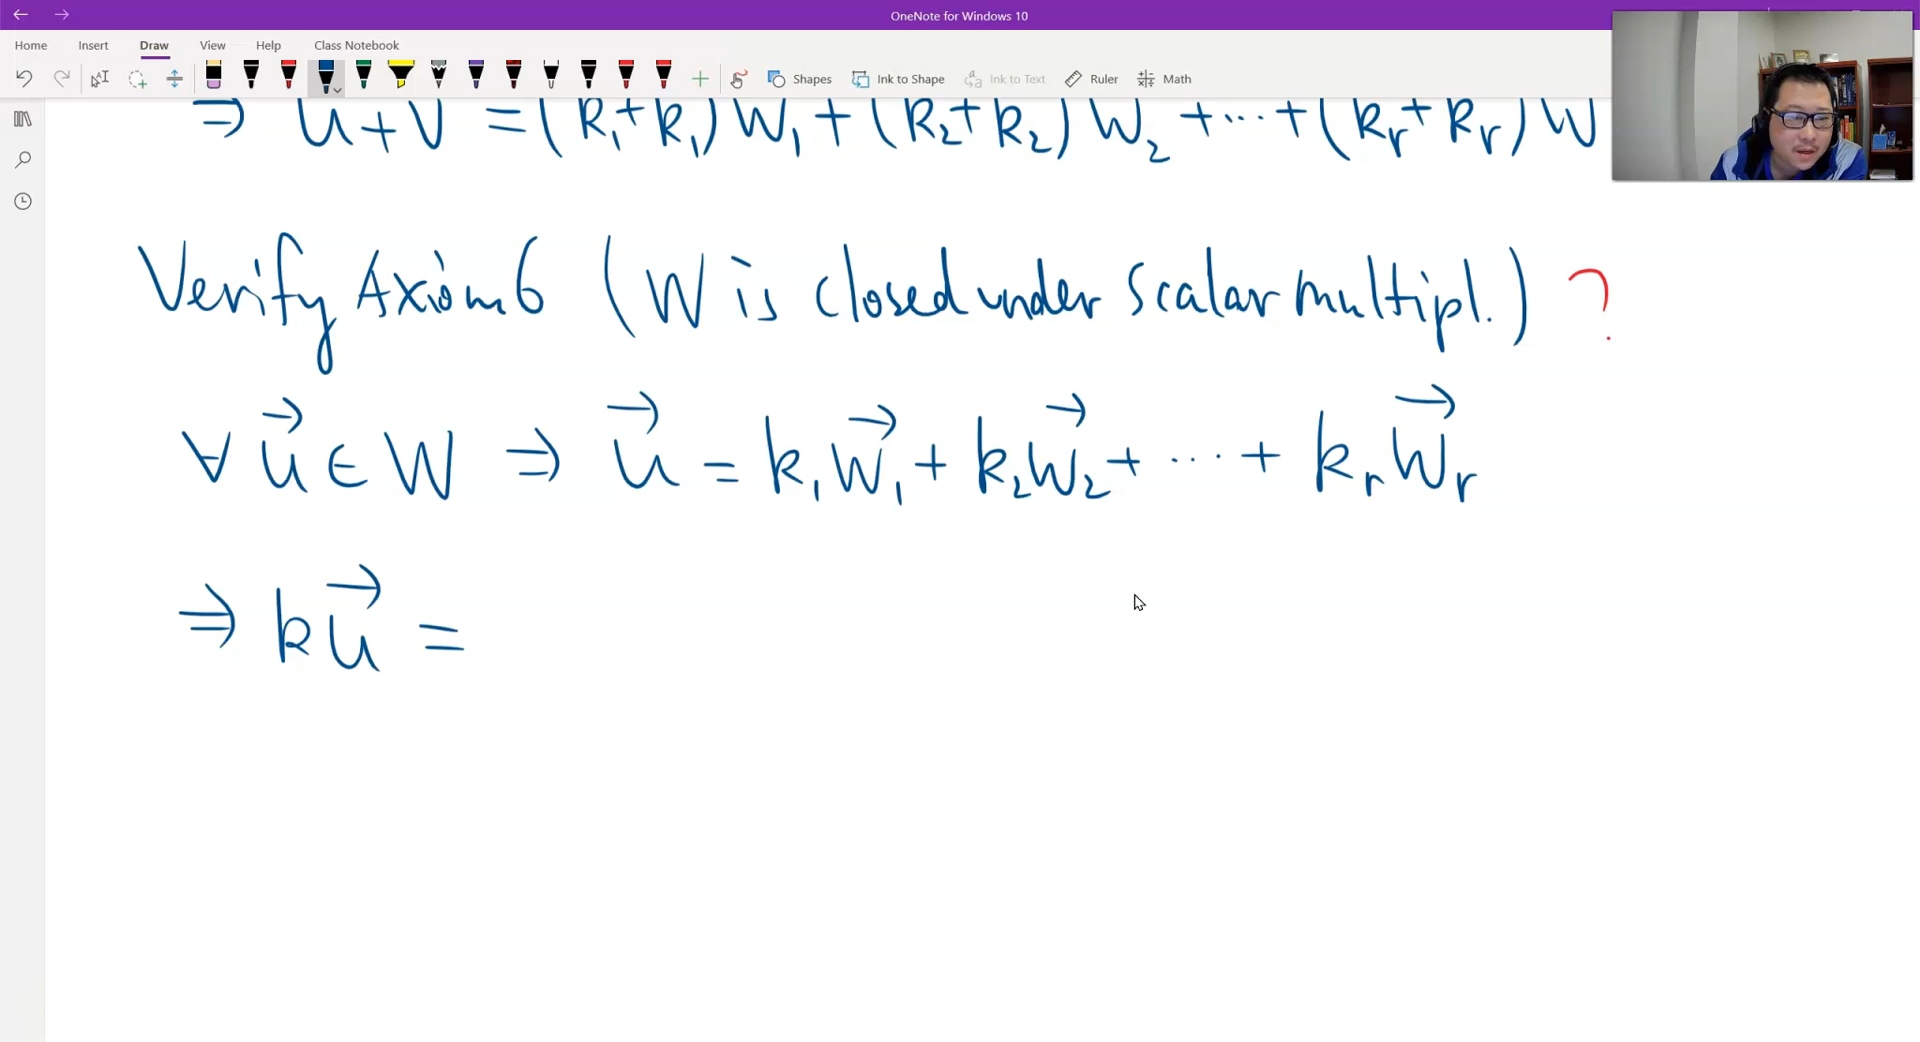 OneNote for Windows 10
Home Insert Draw View Help Class Notebook
Shapes Ink to Shape Ink to Text Ruler Math
⇒ u+v = (k₁+k₁)w₁ + (k₂+k₂)w₂ +⋯+ (kᵣ+kᵣ)w
Verify Axiom 6 (W is closed under scalar multipl.) ?
∀ u⃗ ∈ W ⇒ u⃗ = k₁w⃗₁ + k₂w⃗₂ + ⋯ + kᵣw⃗ᵣ
⇒ ku⃗ =